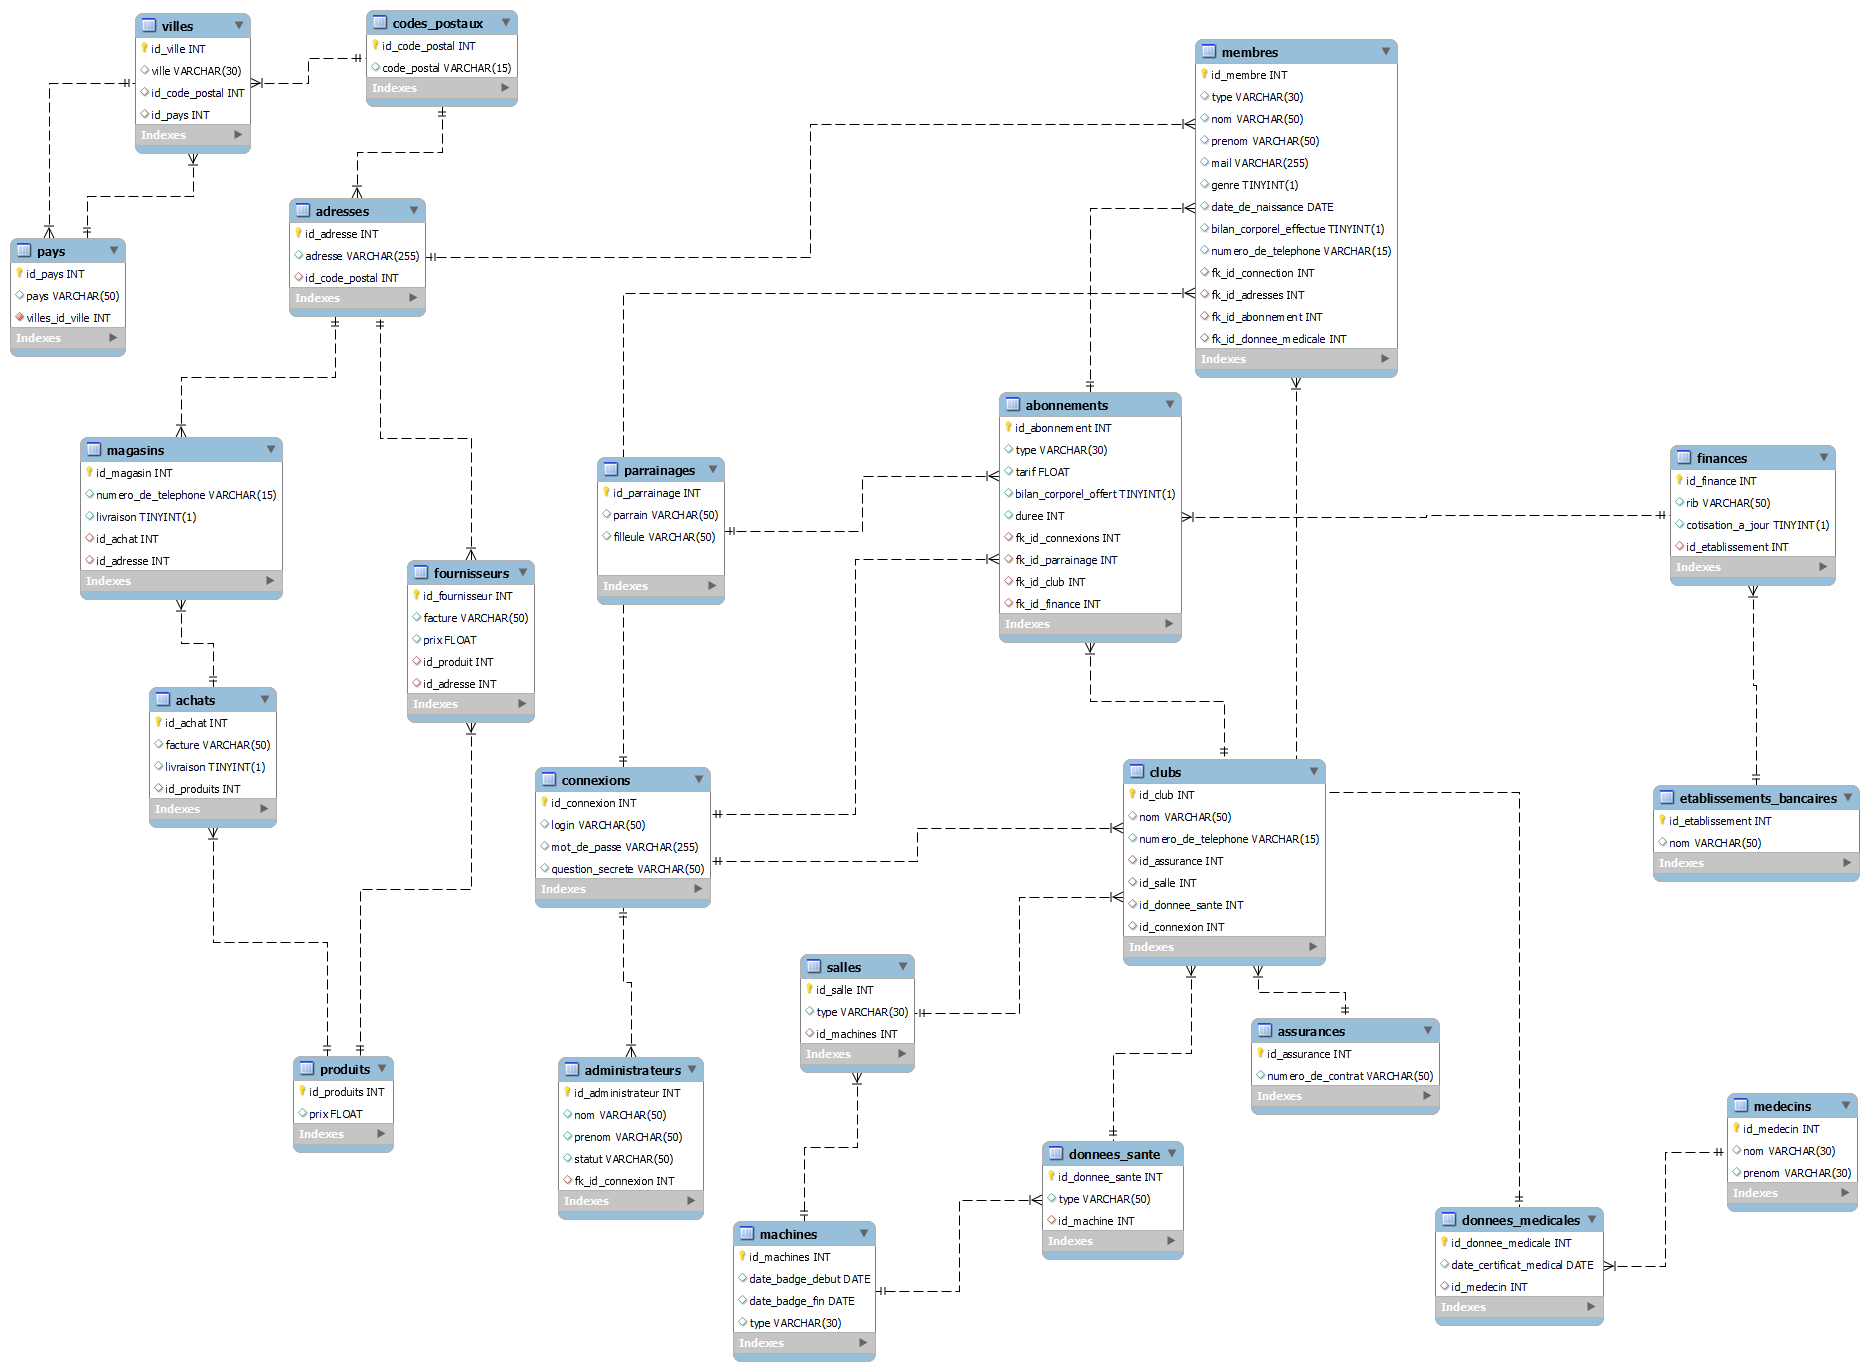 villes
id_ville INT
ville VARCHAR(30)
id_code_postal INT
id_pays INT
Indexes
codes_postaux
id_code_postal INT
code_postal VARCHAR(15)
Indexes
membres
id_membre INT
type VARCHAR(30)
nom VARCHAR(50)
prenom VARCHAR(50)
mail VARCHAR(255)
genre TINYINT(1)
date_de_naissance DATE
bilan_corporel_effectue TINYINT(1)
numero_de_telephone VARCHAR(15)
fk_id_connection INT
fk_id_adresses INT
fk_id_abonnement INT
fk_id_donnee_medicale INT
Indexes
adresses
id_adresse INT
adresse VARCHAR(255)
id_code_postal INT
Indexes
pays
id_pays INT
pays VARCHAR(50)
villes_id_ville INT
Indexes
abonnements
id_abonnement INT
type VARCHAR(30)
tarif FLOAT
bilan_corporel_offert TINYINT(1)
duree INT
fk_id_connexions INT
fk_id_parrainage INT
fk_id_club INT
fk_id_finance INT
Indexes
magasins
id_magasin INT
numero_de_telephone VARCHAR(15)
livraison TINYINT(1)
id_achat INT
id_adresse INT
Indexes
parrainages
id_parrainage INT
parrain VARCHAR(50)
filleule VARCHAR(50)
Indexes
finances
id_finance INT
rib VARCHAR(50)
cotisation_a_jour TINYINT(1)
id_etablissement INT
Indexes
fournisseurs
id_fournisseur INT
facture VARCHAR(50)
prix FLOAT
id_produit INT
id_adresse INT
Indexes
achats
id_achat INT
facture VARCHAR(50)
livraison TINYINT(1)
id_produits INT
Indexes
connexions
id_connexion INT
login VARCHAR(50)
mot_de_passe VARCHAR(255)
question_secrete VARCHAR(50)
Indexes
clubs
id_club INT
nom VARCHAR(50)
numero_de_telephone VARCHAR(15)
id_assurance INT
id_salle INT
id_donnee_sante INT
id_connexion INT
Indexes
etablissements_bancaires
id_etablissement INT
nom VARCHAR(50)
Indexes
salles
id_salle INT
type VARCHAR(30)
id_machines INT
Indexes
assurances
id_assurance INT
numero_de_contrat VARCHAR(50)
Indexes
produits
id_produits INT
prix FLOAT
Indexes
administrateurs
id_administrateur INT
nom VARCHAR(50)
prenom VARCHAR(50)
statut VARCHAR(50)
fk_id_connexion INT
Indexes
medecins
id_medecin INT
nom VARCHAR(30)
prenom VARCHAR(30)
Indexes
donnees_sante
id_donnee_sante INT
type VARCHAR(50)
id_machine INT
Indexes
donnees_medicales
id_donnee_medicale INT
date_certificat_medical DATE
id_medecin INT
Indexes
machines
id_machines INT
date_badge_debut DATE
date_badge_fin DATE
type VARCHAR(30)
Indexes